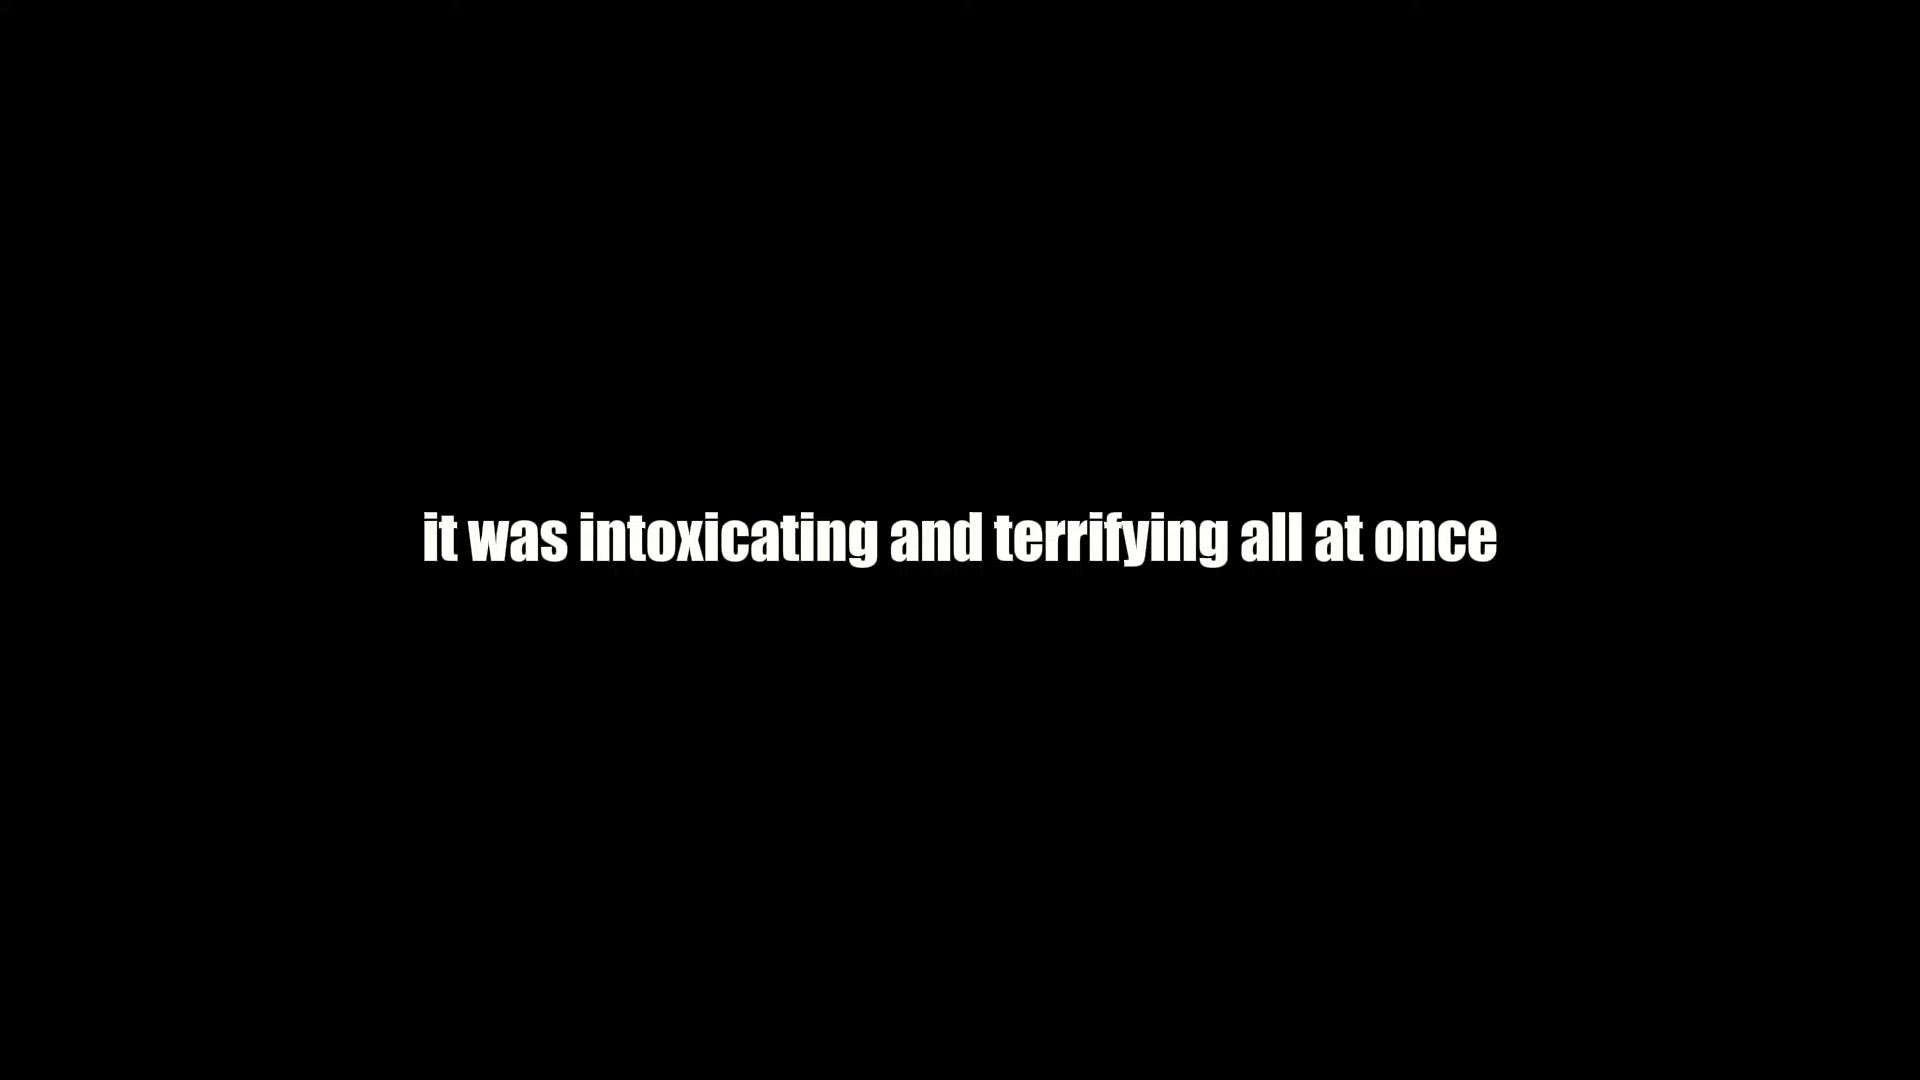 it was intoxicating and terrifying all at once